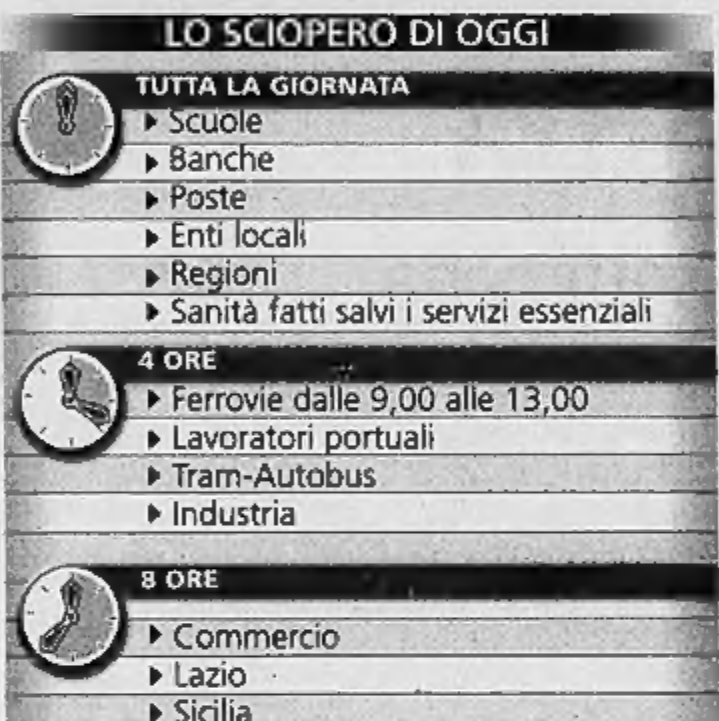 LO SCIOPERO DI OGGI
TUTTA LA GIORNATA
▸ Scuole
▸ Banche
▸ Poste
▸ Enti locali
▸ Regioni
▸ Sanità fatti salvi i servizi essenziali
4 ORE
▸ Ferrovie dalle 9,00 alle 13,00
▸ Lavoratori portuali
▸ Tram-Autobus
▸ Industria
8 ORE
▸ Commercio
▸ Lazio
▸ Sicilia